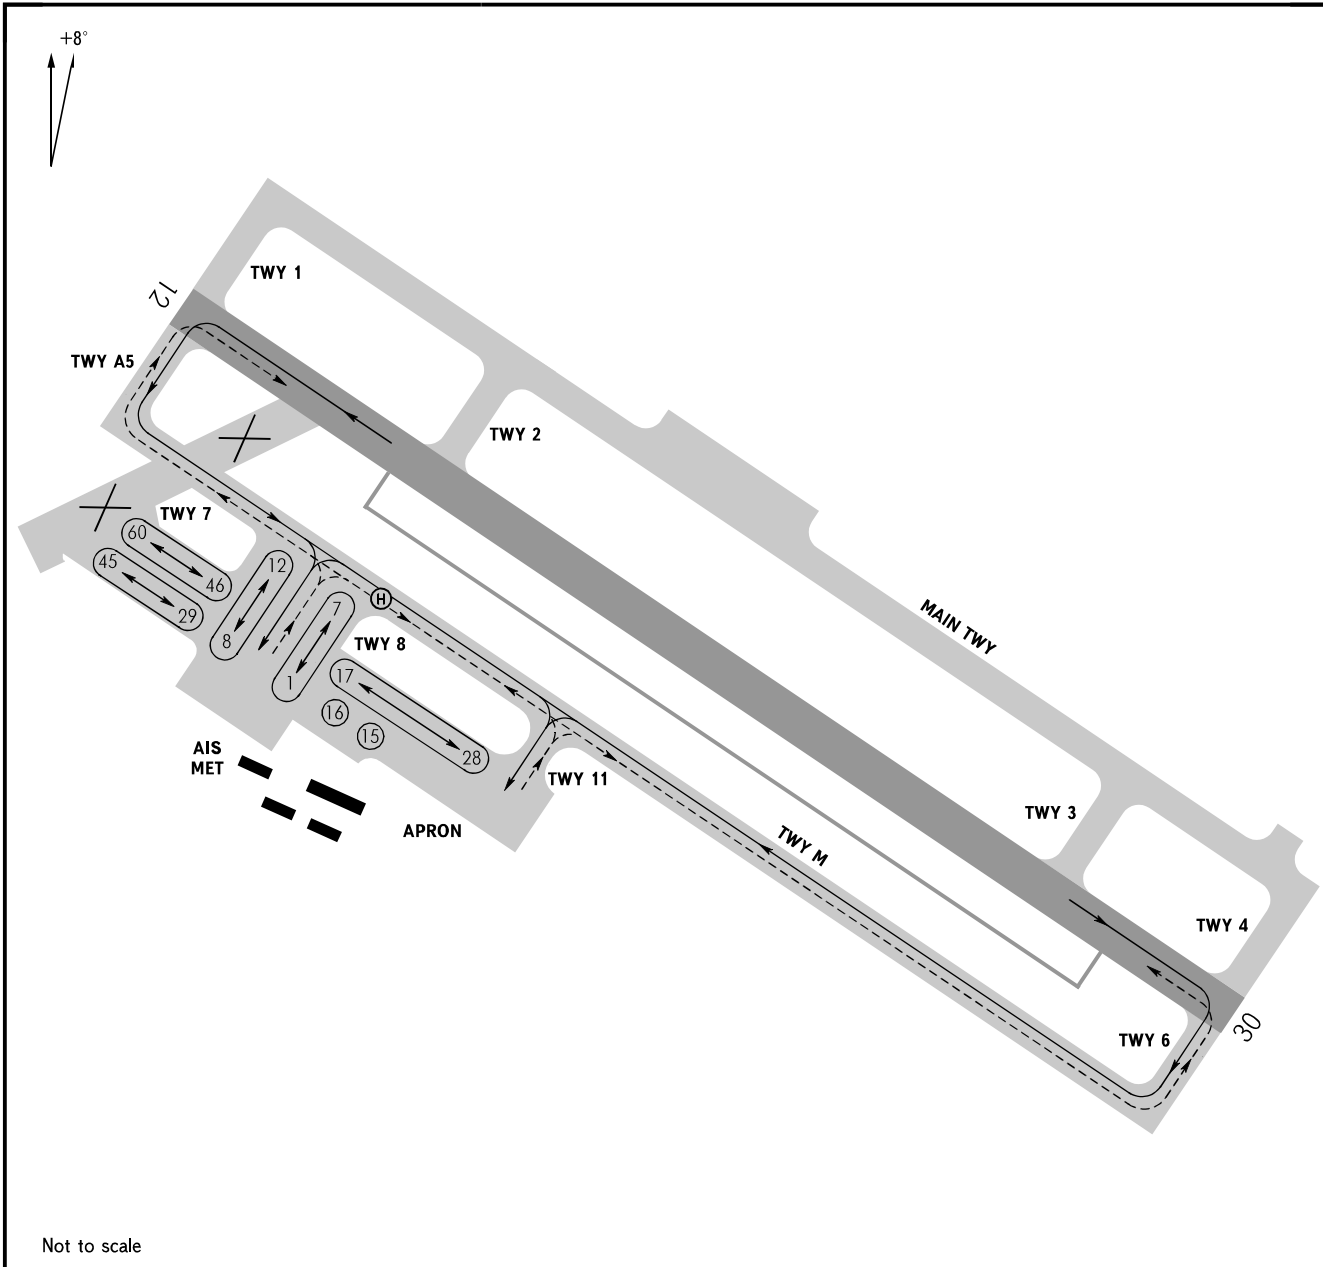 +8°
TWY 1
12
TWY A5
TWY 2
TWY 7
60
45
46
12
29
8
7
H
TWY 8
1
17
16
15
28
MAIN TWY
AIS
MET
TWY 11
APRON
TWY 3
TWY M
TWY 4
TWY 6
30
Not to scale